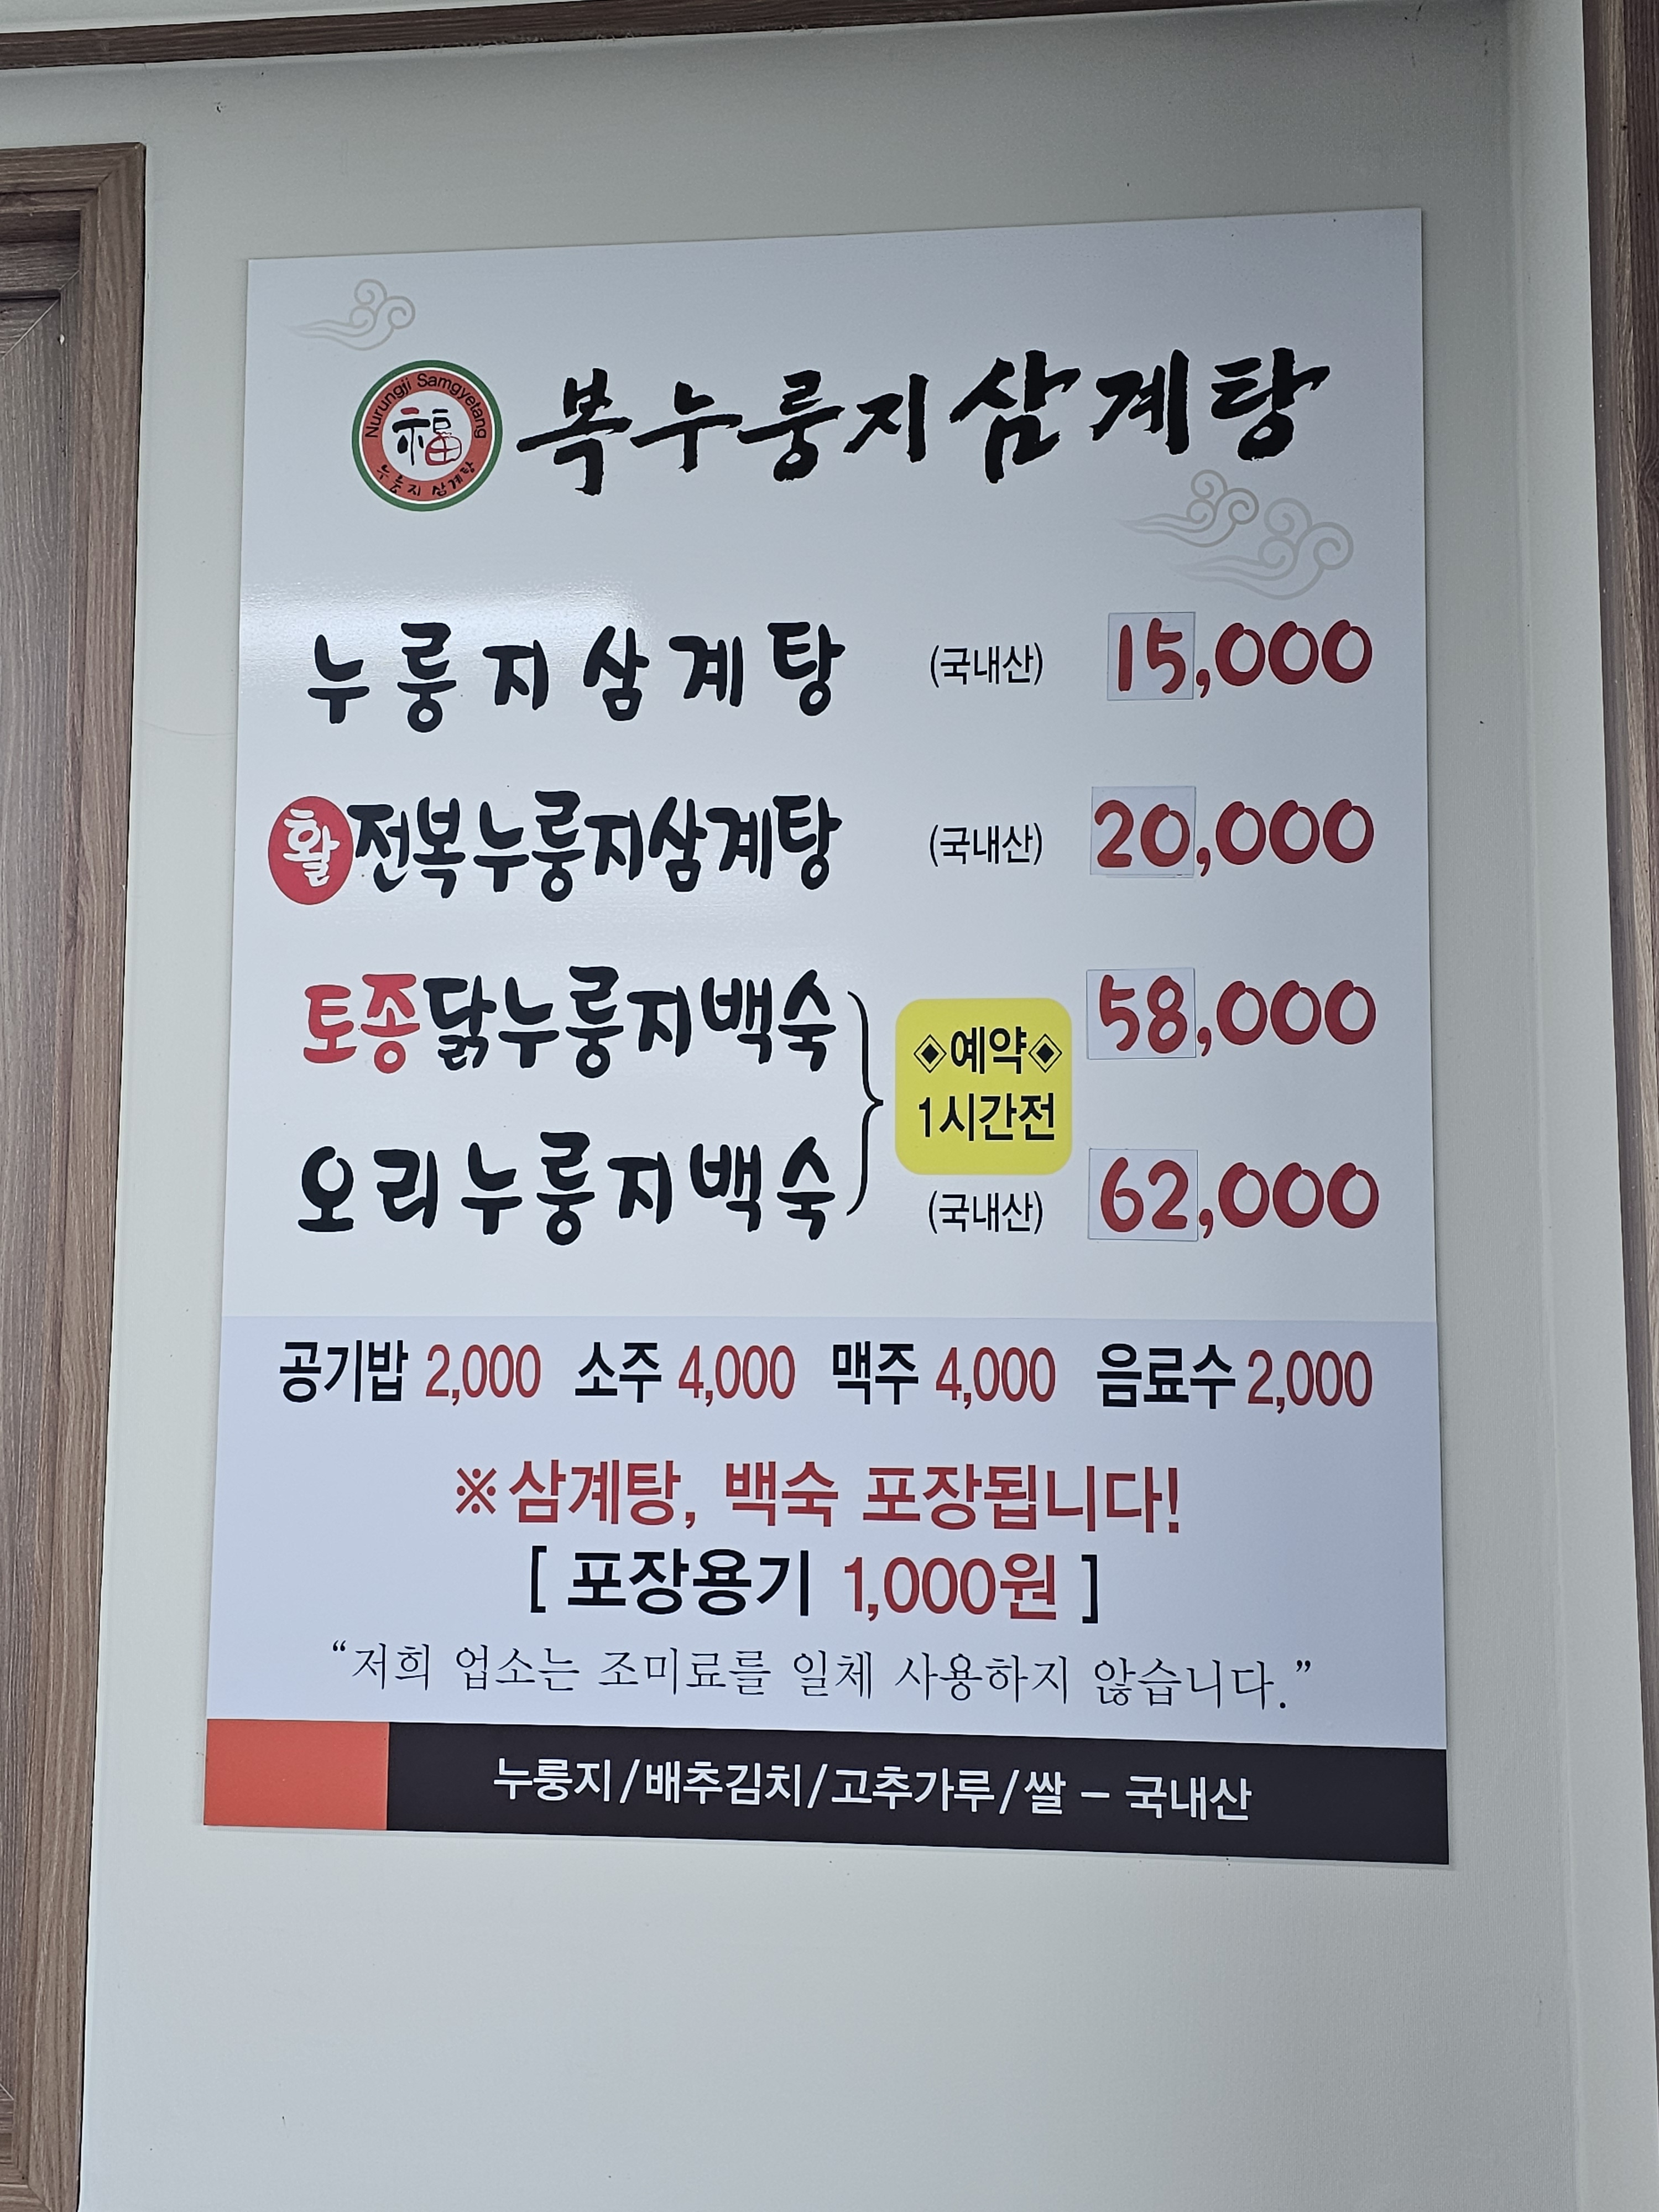 Nurungji Samgyetang
福
누룽지 삼계탕
복누룽지삼계탕
누룽지삼계탕 (국내산) 15,000
활전복누룽지삼계탕 (국내산) 20,000
토종닭누룽지백숙 58,000
◈예약◈
1시간전
오리누룽지백숙 (국내산) 62,000
공기밥 2,000 소주 4,000 맥주 4,000 음료수 2,000
※삼계탕, 백숙 포장됩니다!
[ 포장용기 1,000원 ]
“저희 업소는 조미료를 일체 사용하지 않습니다.”
누룽지/배추김치/고추가루/쌀 - 국내산